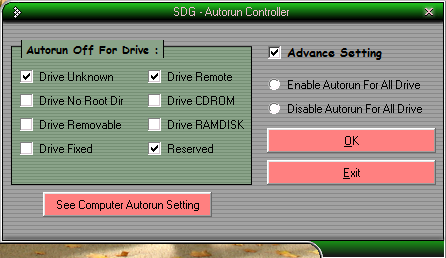 SDG - Autorun Controller
Autorun Off For Drive :
Drive Unknown
Drive Remote
Drive No Root Dir
Drive CDROM
Drive Removable
Drive RAMDISK
Drive Fixed
Reserved
See Computer Autorun Setting
Advance Setting
Enable Autorun For All Drive
Disable Autorun For All Drive
OK
Exit